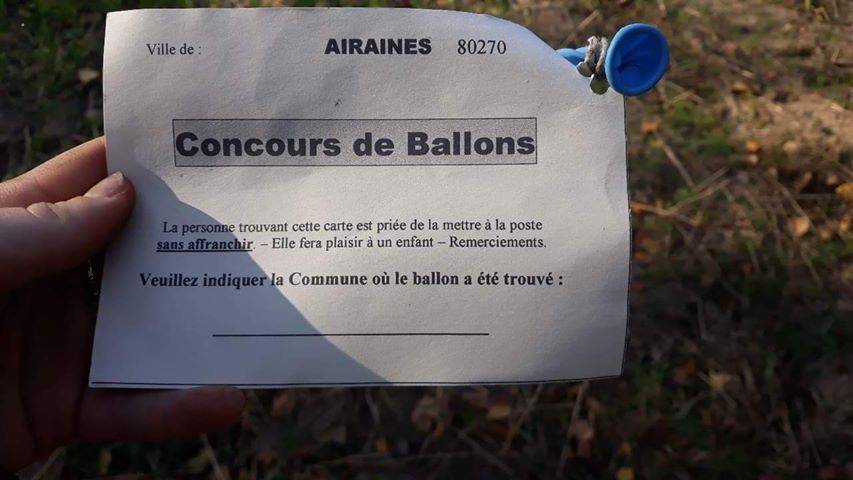 Ville de : AIRAINES 80270
Concours de Ballons
La personne trouvant cette carte est priée de la mettre à la poste
sans affranchir. – Elle fera plaisir à un enfant – Remerciements.
Veuillez indiquer la Commune où le ballon a été trouvé :